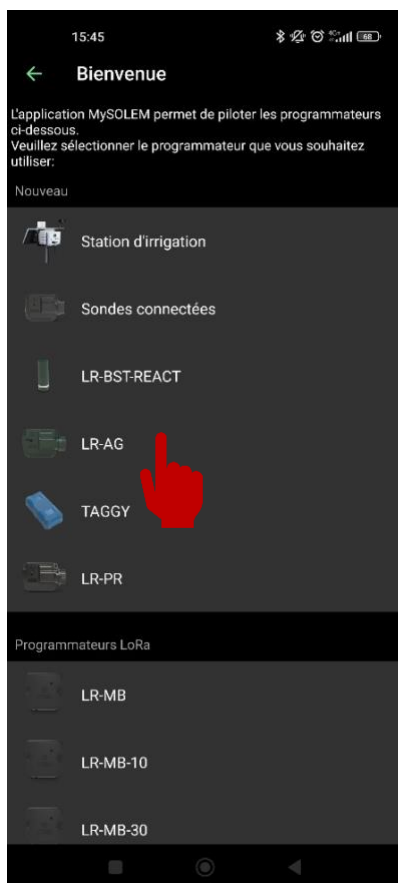 15:45
68
Bienvenue
L'application MySOLEM permet de piloter les programmateurs
ci-dessous.
Veuillez sélectionner le programmateur que vous souhaitez
utiliser:
Nouveau
Station d'irrigation
Sondes connectées
LR-BST-REACT
LR-AG
TAGGY
LR-PR
Programmateurs LoRa
LR-MB
LR-MB-10
LR-MB-30